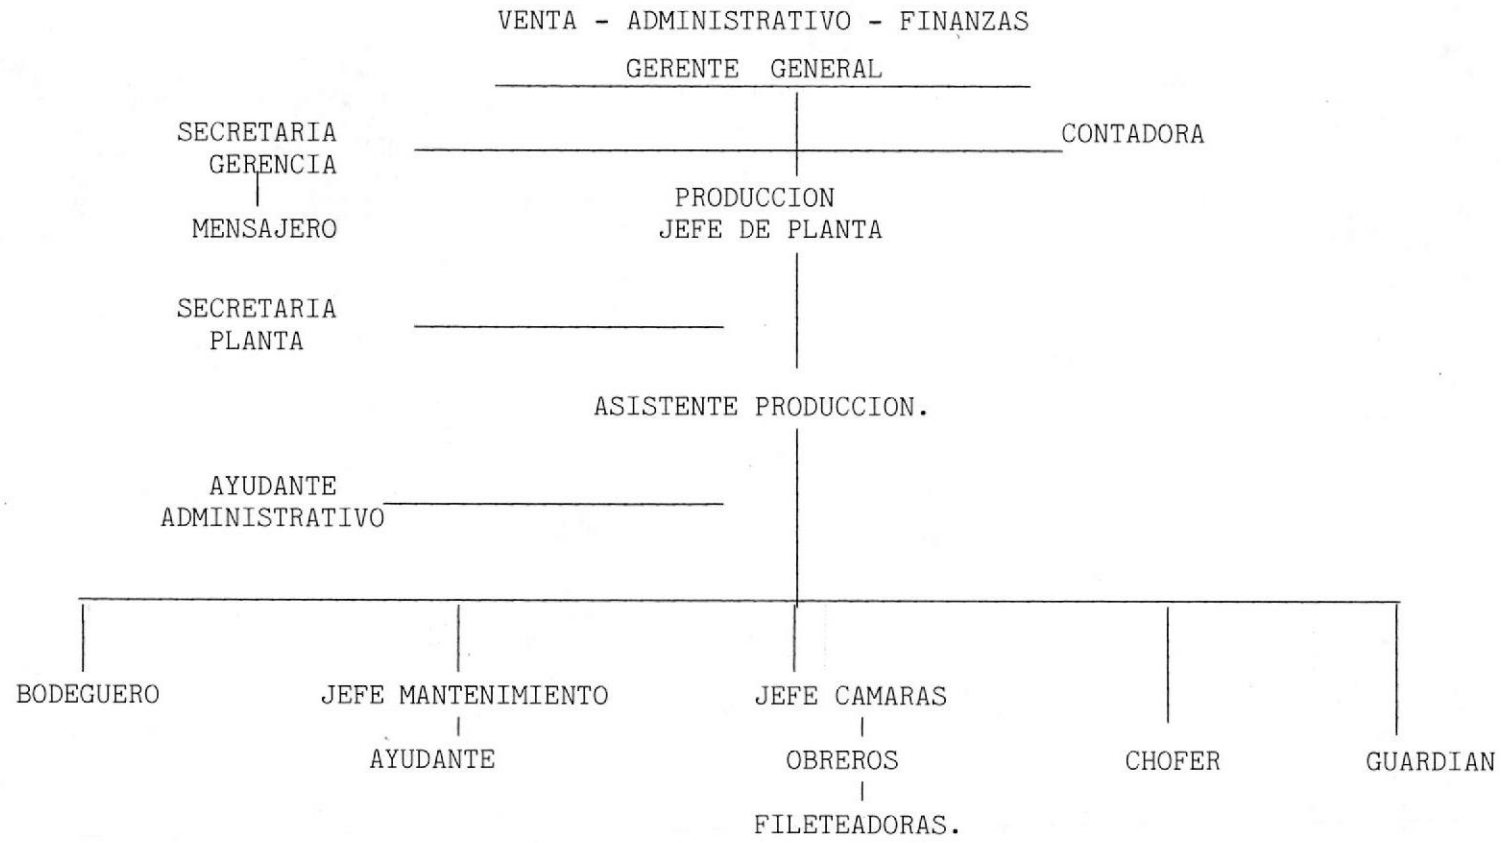 VENTA - ADMINISTRATIVO - FINANZAS
GERENTE GENERAL
SECRETARIA
GERENCIA
CONTADORA
MENSAJERO
PRODUCCION
JEFE DE PLANTA
SECRETARIA
PLANTA
ASISTENTE PRODUCCION.
AYUDANTE
ADMINISTRATIVO
BODEGUERO
JEFE MANTENIMIENTO
JEFE CAMARAS
AYUDANTE
OBREROS
CHOFER
GUARDIAN
FILETEADORAS.